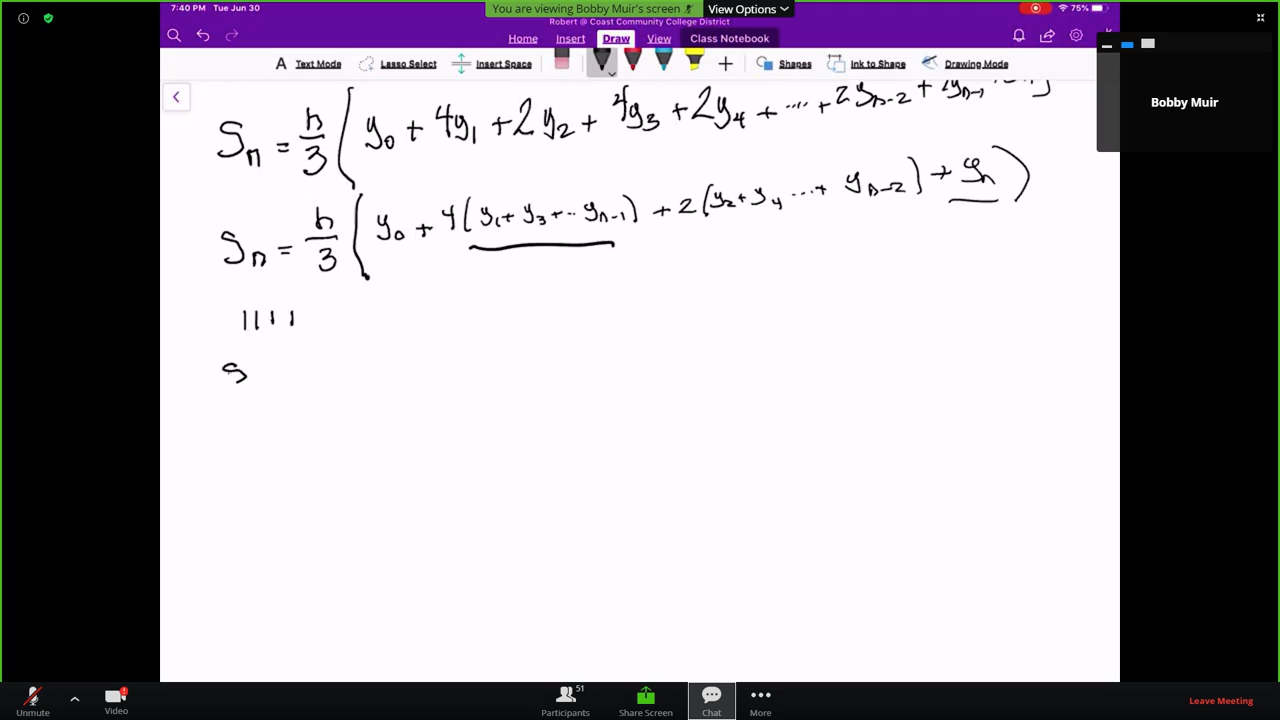 You are viewing Bobby Muir's screen
View Options
7:40 PM Tue Jun 30
75%
Robert @ Coast Community College District
Home
Insert
Draw
View
Class Notebook
Text Mode
Lasso Select
Insert Space
Shapes
Ink to Shape
Drawing Mode
Bobby Muir
Sₙ = h/3 ( y₀ + 4y₁ + 2y₂ + 4y₃ + 2y₄ + .... + 2yₙ₋₂ +
Sₙ = h/3 ( y₀ + 4(y₁ + y₃ + .. yₙ₋₁) + 2(y₂ + y₄ ... + yₙ₋₂) + yₙ )
| | | |
S
Unmute
Video
51
Participants
Share Screen
Chat
More
Leave Meeting